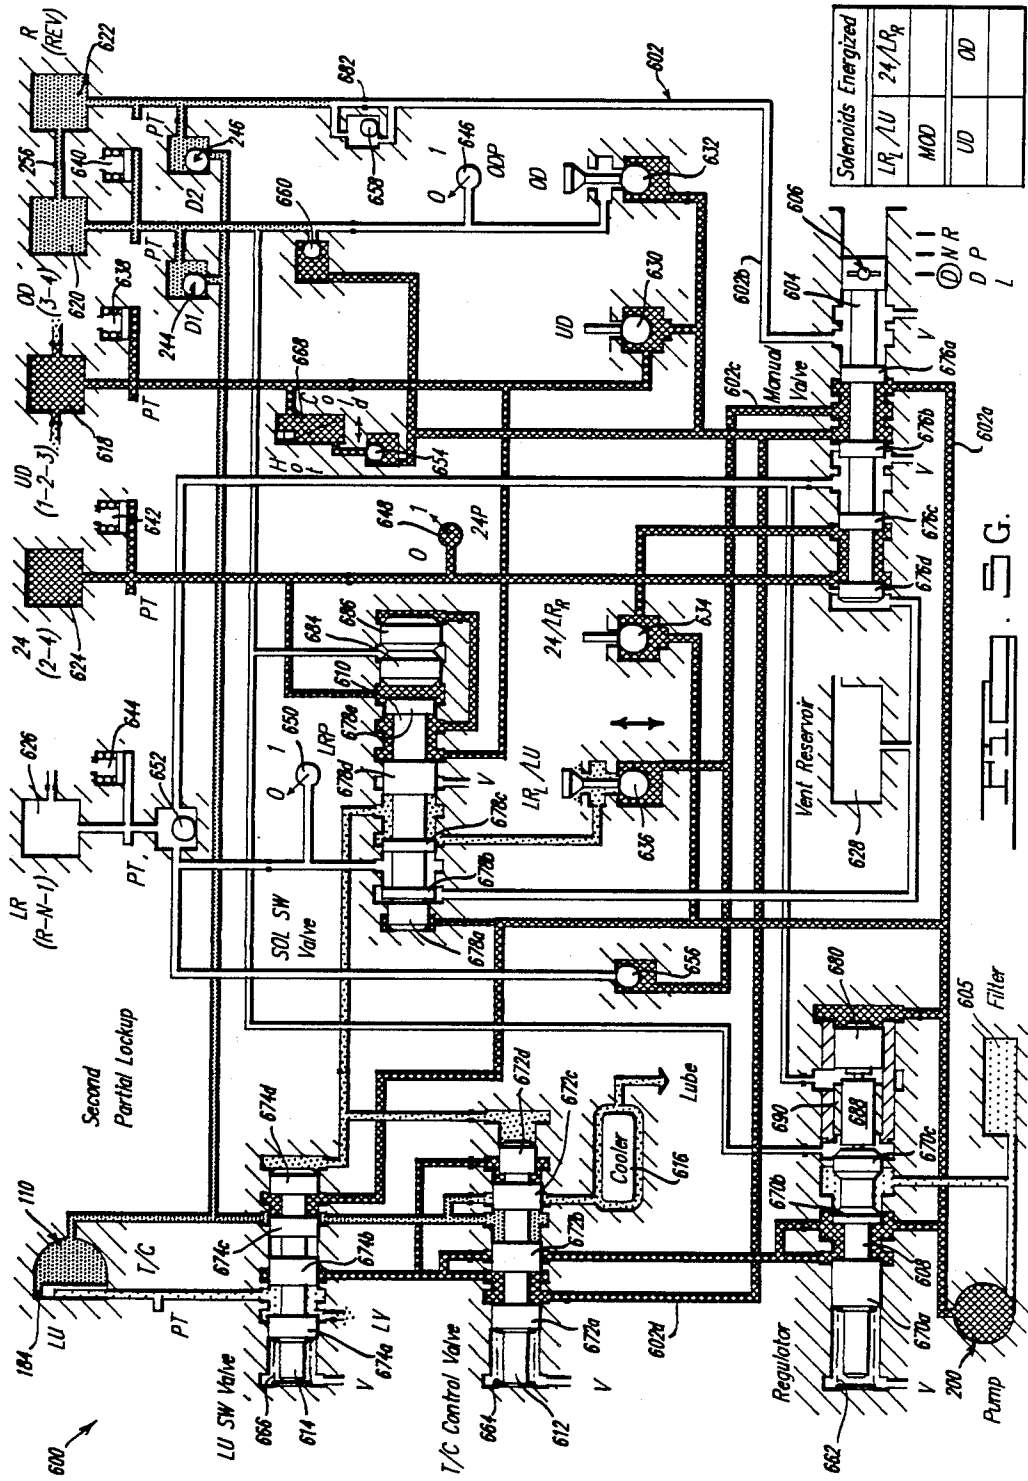 600
184
LU
110
T/C
PT
Second
Partial Lockup
LR
(R-N-1)
626
644
PT
652
24
(2-4)
624
642
PT
UD
(1-2-3)
618
638
PT
OD
(3-4)
620
256
640
PT
R
(REV)
622
PT
244
D1
D2
246
LU SW Valve
666
614
V
674a
LV
674b
674c
674d
SOL SW
Valve
0
1
650
LRP
610
684
686
678a
678b
678c
678d
678e
V
0
1
648
24P
Hot
Cold
668
654
660
658
682
0
1
646
ODP
602
T/C Control Valve
664
612
V
672a
672b
672c
672d
Cooler
616
Lube
602d
656
LRL/LU
636
24/LRR
634
UD
630
OD
632
Regulator
662
V
670a
608
670b
670c
690
688
680
Vent Reservoir
628
676d
676c
V
676b
676a
Manual
Valve
602c
602b
604
V
606
D N R
D P
L
602a
200
Pump
605
Filter
FIG. 5G.
Solenoids Energized
LRL/LU 24/LRR
MOD
UD OD